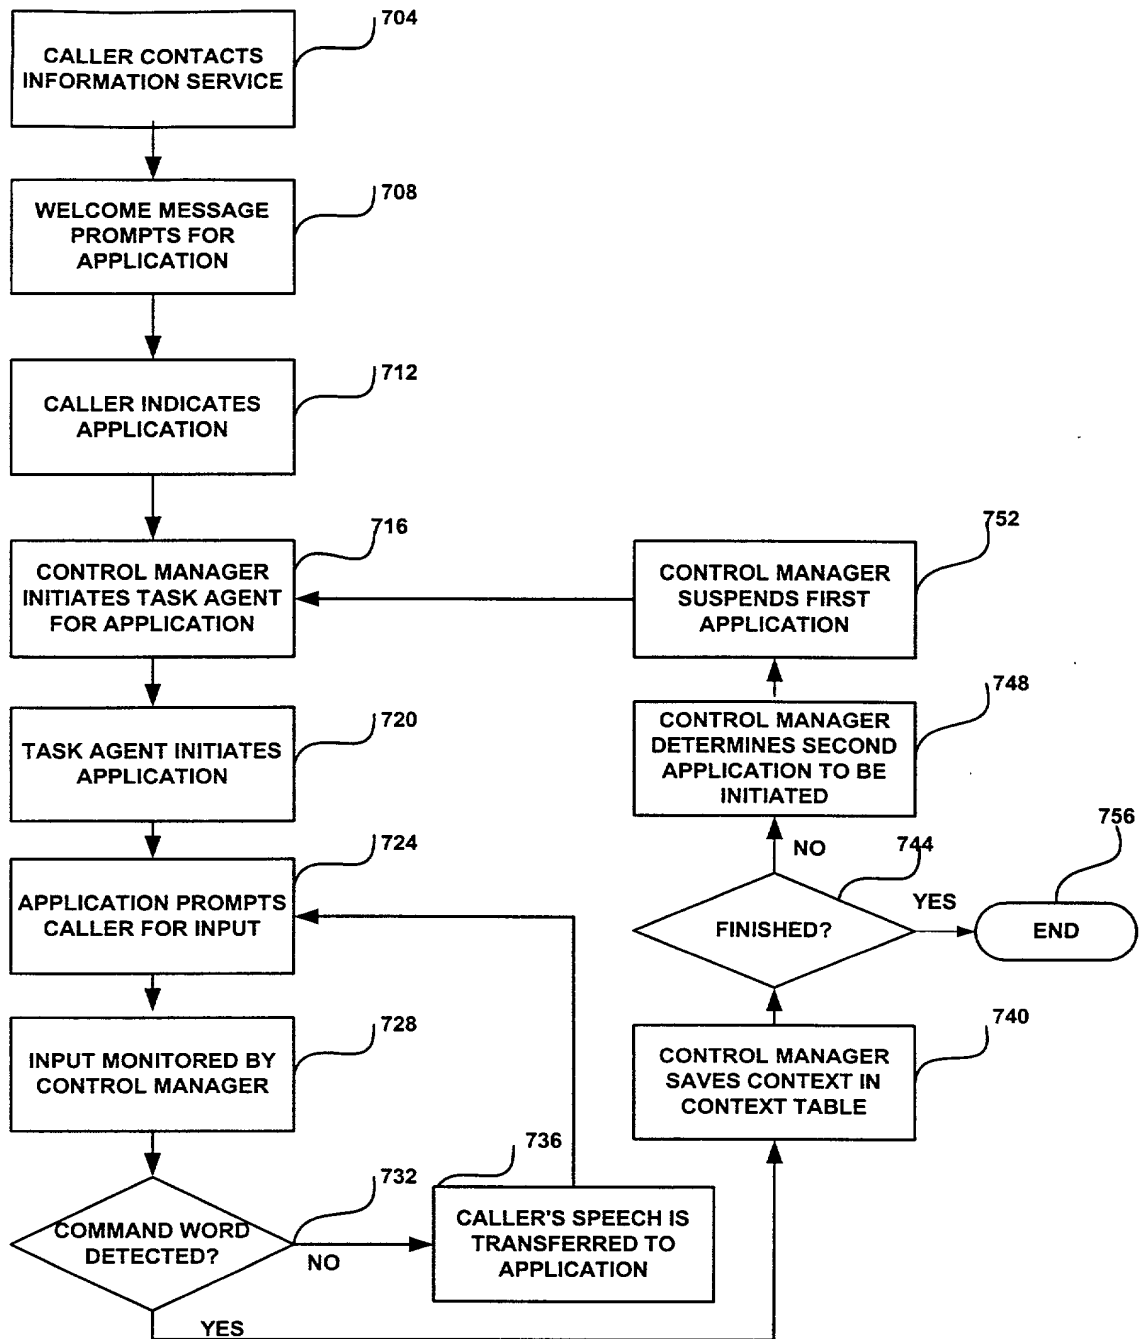 704
CALLER CONTACTS
INFORMATION SERVICE
708
WELCOME MESSAGE
PROMPTS FOR
APPLICATION
712
CALLER INDICATES
APPLICATION
716
CONTROL MANAGER
INITIATES TASK AGENT
FOR APPLICATION
720
TASK AGENT INITIATES
APPLICATION
724
APPLICATION PROMPTS
CALLER FOR INPUT
728
INPUT MONITORED BY
CONTROL MANAGER
732
COMMAND WORD
DETECTED?
NO
YES
736
CALLER'S SPEECH IS
TRANSFERRED TO
APPLICATION
740
CONTROL MANAGER
SAVES CONTEXT IN
CONTEXT TABLE
744
FINISHED?
YES
NO
756
END
748
CONTROL MANAGER
DETERMINES SECOND
APPLICATION TO BE
INITIATED
752
CONTROL MANAGER
SUSPENDS FIRST
APPLICATION